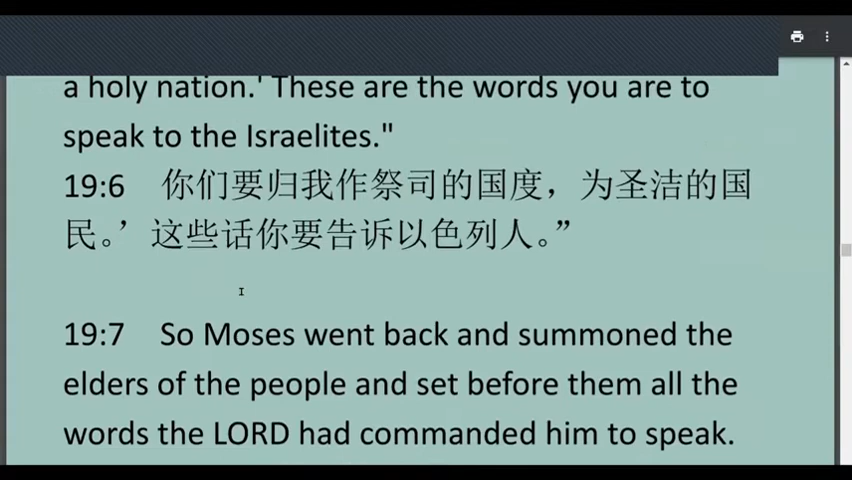 a holy nation.' These are the words you are to
speak to the Israelites."
19:6 你们要归我作祭司的国度，为圣洁的国
民。’这些话你要告诉以色列人。”
19:7 So Moses went back and summoned the
elders of the people and set before them all the
words the LORD had commanded him to speak.